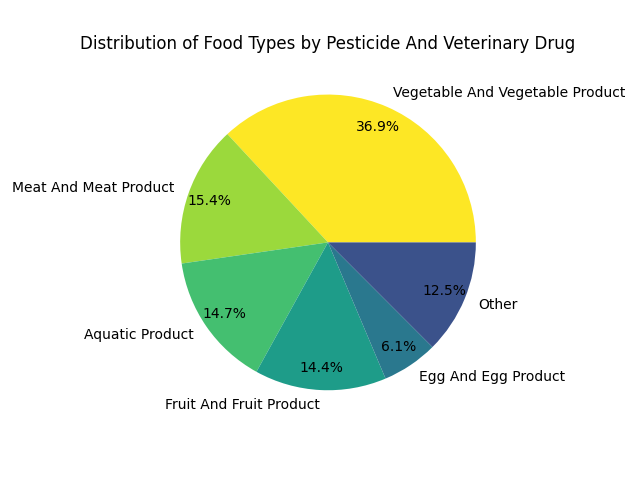 Distribution of Food Types by Pesticide And Veterinary Drug
Vegetable And Vegetable Product
36.9%
Meat And Meat Product
15.4%
Aquatic Product
14.7%
Fruit And Fruit Product
14.4%
Egg And Egg Product
6.1%
Other
12.5%